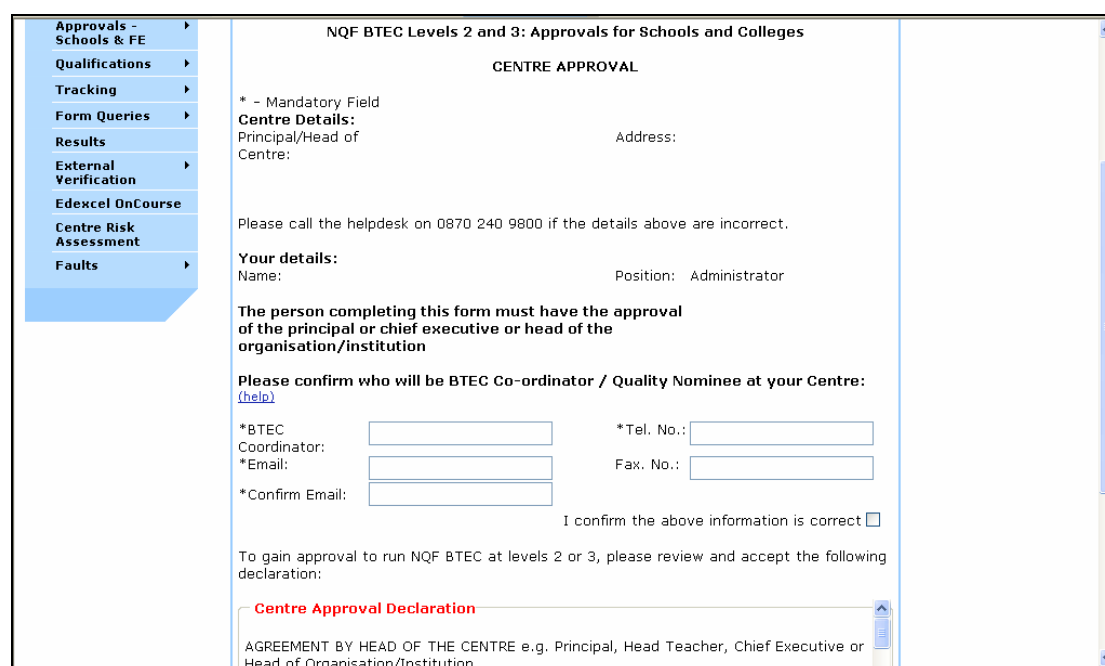 Approvals -
Schools & FE
Qualifications
Tracking
Form Queries
Results
External
Verification
Edexcel OnCourse
Centre Risk
Assessment
Faults
NQF BTEC Levels 2 and 3: Approvals for Schools and Colleges
CENTRE APPROVAL
* - Mandatory Field
Centre Details:
Principal/Head of Address:
Centre:
Please call the helpdesk on 0870 240 9800 if the details above are incorrect.
Your details:
Name: Position: Administrator
The person completing this form must have the approval
of the principal or chief executive or head of the
organisation/institution
Please confirm who will be BTEC Co-ordinator / Quality Nominee at your Centre:
(help)
*BTEC *Tel. No.:
Coordinator:
*Email: Fax. No.:
*Confirm Email:
I confirm the above information is correct
To gain approval to run NQF BTEC at levels 2 or 3, please review and accept the following
declaration:
Centre Approval Declaration
AGREEMENT BY HEAD OF THE CENTRE e.g. Principal, Head Teacher, Chief Executive or
Head of Organisation/Institution